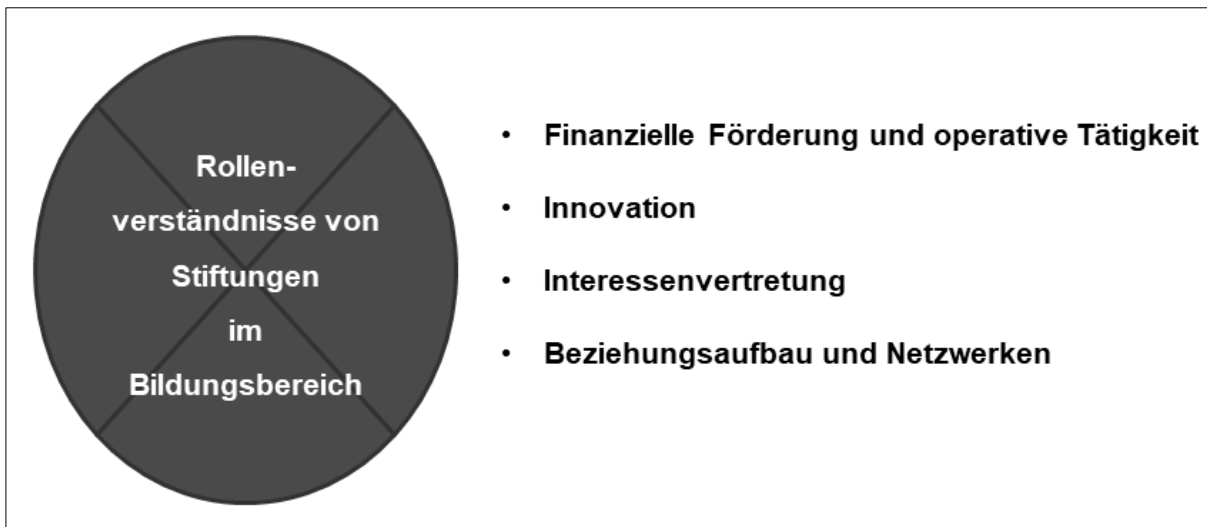 Rollen-
verständnisse von
Stiftungen
im
Bildungsbereich
• Finanzielle Förderung und operative Tätigkeit
• Innovation
• Interessenvertretung
• Beziehungsaufbau und Netzwerken